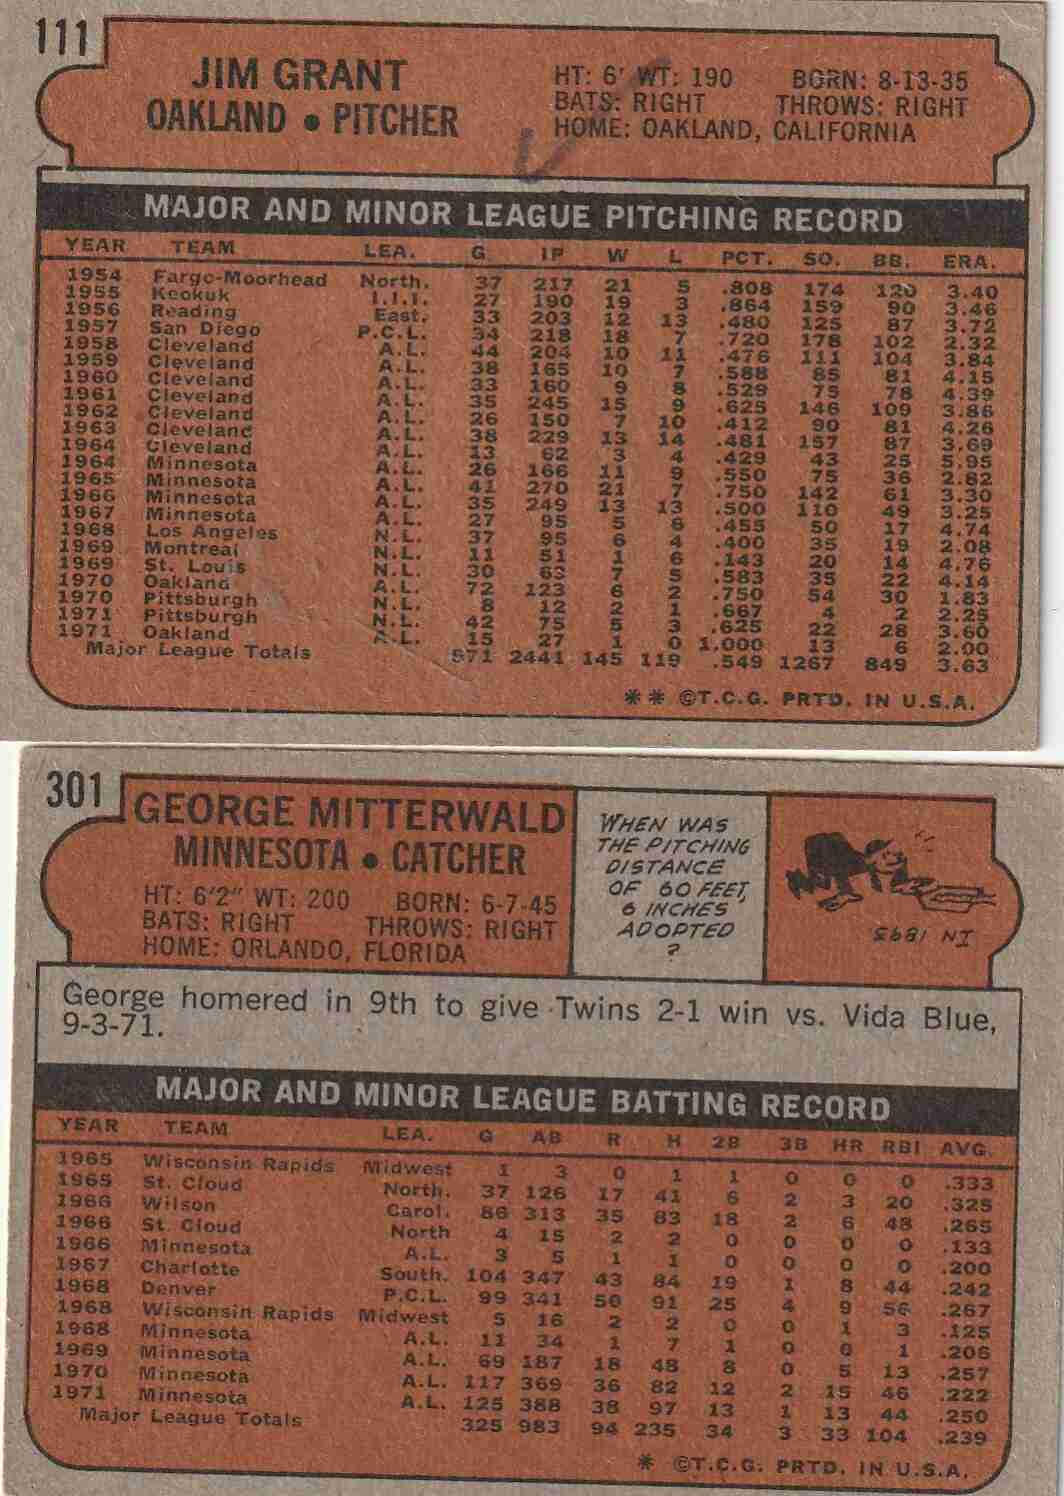 111
JIM GRANT
OAKLAND • PITCHER
HT: 6' WT: 190 BORN: 8-13-35
BATS: RIGHT THROWS: RIGHT
HOME: OAKLAND, CALIFORNIA
MAJOR AND MINOR LEAGUE PITCHING RECORD
YEAR TEAM LEA. G IP W L PCT. SO. BB. ERA.
1954 Fargo-Moorhead North. 37 217 21 5 .808 174 120 3.40
1955 Keokuk I.I.I. 27 190 19 3 .864 159 90 3.46
1956 Reading East. 33 203 12 13 .480 125 87 3.72
1957 San Diego P.C.L. 34 218 18 7 .720 178 102 2.32
1958 Cleveland A.L. 44 204 10 11 .476 111 104 3.84
1959 Cleveland A.L. 38 165 10 7 .588 85 81 4.15
1960 Cleveland A.L. 33 160 9 8 .529 75 78 4.39
1961 Cleveland A.L. 35 245 15 9 .625 146 109 3.86
1962 Cleveland A.L. 26 150 7 10 .412 90 81 4.26
1963 Cleveland A.L. 38 229 13 14 .481 157 87 3.69
1964 Cleveland A.L. 13 62 3 4 .429 43 25 5.95
1964 Minnesota A.L. 26 166 11 9 .550 75 36 2.82
1965 Minnesota A.L. 41 270 21 7 .750 142 61 3.30
1966 Minnesota A.L. 35 249 13 13 .500 110 49 3.25
1967 Minnesota A.L. 27 95 5 6 .455 50 17 4.74
1968 Los Angeles N.L. 37 95 6 4 .400 35 19 2.08
1969 Montreal N.L. 11 51 1 6 .143 20 14 4.76
1969 St. Louis N.L. 30 63 7 5 .583 35 22 4.14
1970 Oakland A.L. 72 123 6 2 .750 54 30 1.83
1970 Pittsburgh N.L. 8 12 2 1 .667 4 2 2.25
1971 Pittsburgh N.L. 42 75 5 3 .625 22 28 3.60
1971 Oakland A.L. 15 27 1 0 1.000 13 6 2.00
Major League Totals 571 2441 145 119 .549 1267 849 3.63
** ©T.C.G. PRTD. IN U.S.A.
301
GEORGE MITTERWALD
MINNESOTA • CATCHER
HT: 6'2" WT: 200 BORN: 6-7-45
BATS: RIGHT THROWS: RIGHT
HOME: ORLANDO, FLORIDA
WHEN WAS
THE PITCHING
DISTANCE
OF 60 FEET,
6 INCHES
ADOPTED
?
IN 1893
George homered in 9th to give Twins 2-1 win vs. Vida Blue,
9-3-71.
MAJOR AND MINOR LEAGUE BATTING RECORD
YEAR TEAM LEA. G AB R H 2B 3B HR RBI AVG.
1965 Wisconsin Rapids Midwest 1 3 0 1 1 0 0 0 .333
1965 St. Cloud North. 37 126 17 41 6 2 3 20 .325
1966 Wilson Carol. 86 313 35 83 18 2 6 48 .265
1966 St. Cloud North 4 15 2 2 0 0 0 0 .133
1966 Minnesota A.L. 3 5 1 1 0 0 0 0 .200
1967 Charlotte South. 104 347 43 84 19 1 8 44 .242
1968 Denver P.C.L. 99 341 50 91 25 4 9 56 .267
1968 Wisconsin Rapids Midwest 5 16 2 2 0 0 1 3 .125
1968 Minnesota A.L. 11 34 1 7 1 0 0 1 .206
1969 Minnesota A.L. 69 187 18 48 8 0 5 13 .257
1970 Minnesota A.L. 117 369 36 82 12 2 15 46 .222
1971 Minnesota A.L. 125 388 38 97 13 1 13 44 .250
Major League Totals 325 983 94 235 34 3 33 104 .239
* ©T.C.G. PRTD. IN U.S.A.